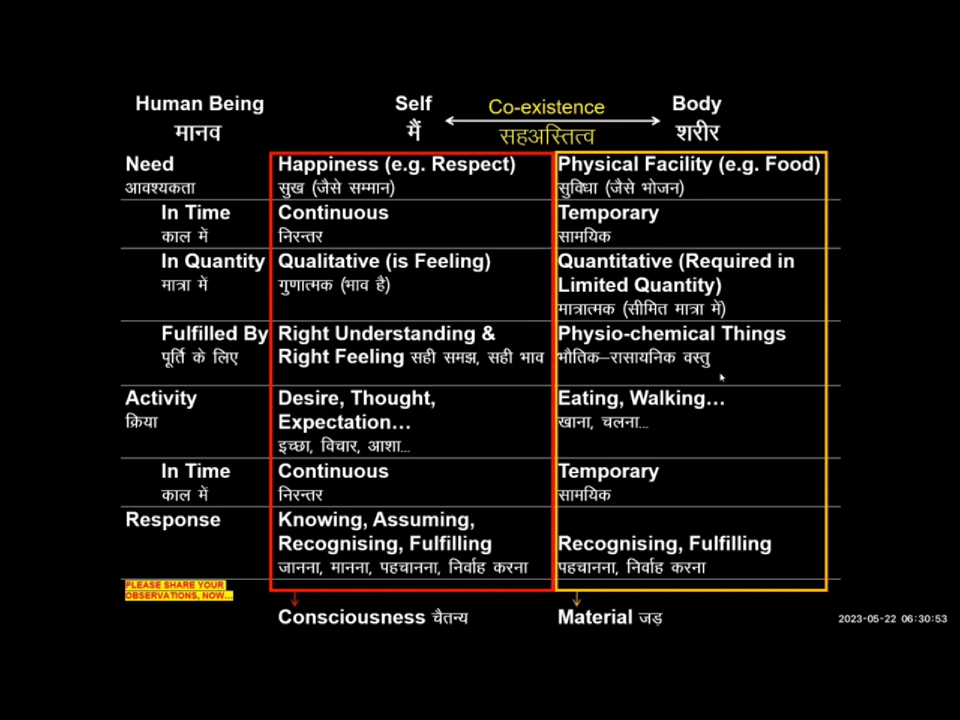 Human Being Self Co-existence Body
मानव मैं सहअस्तित्व शरीर
Need Happiness (e.g. Respect) Physical Facility (e.g. Food)
आवश्यकता सुख (जैसे सम्मान) सुविधा (जैसे भोजन)
In Time Continuous Temporary
काल में निरन्तर सामयिक
In Quantity Qualitative (is Feeling) Quantitative (Required in
मात्रा में गुणात्मक (भाव है) Limited Quantity)
मात्रात्मक (सीमित मात्रा में)
Fulfilled By Right Understanding & Physio-chemical Things
पूर्ति के लिए Right Feeling सही समझ, सही भाव भौतिक–रासायनिक वस्तु
Activity Desire, Thought, Eating, Walking…
क्रिया Expectation… खाना, चलना…
इच्छा, विचार, आशा…
In Time Continuous Temporary
काल में निरन्तर सामयिक
Response Knowing, Assuming,
Recognising, Fulfilling Recognising, Fulfilling
जानना, मानना, पहचानना, निर्वाह करना पहचानना, निर्वाह करना
PLEASE SHARE YOUR
OBSERVATIONS, NOW…
Consciousness चैतन्य Material जड़
2023-05-22 06:30:53